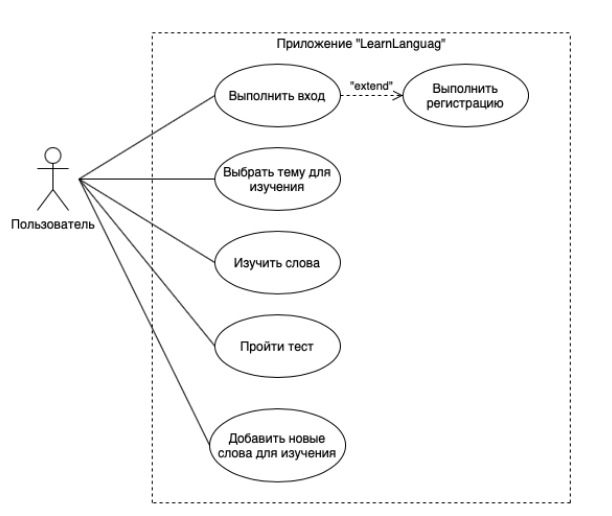 Приложение "LearnLanguag"
Выполнить вход
"extend"
Выполнить
регистрацию
Выбрать тему для
изучения
Пользователь
Изучить слова
Пройти тест
Добавить новые
слова для изучения